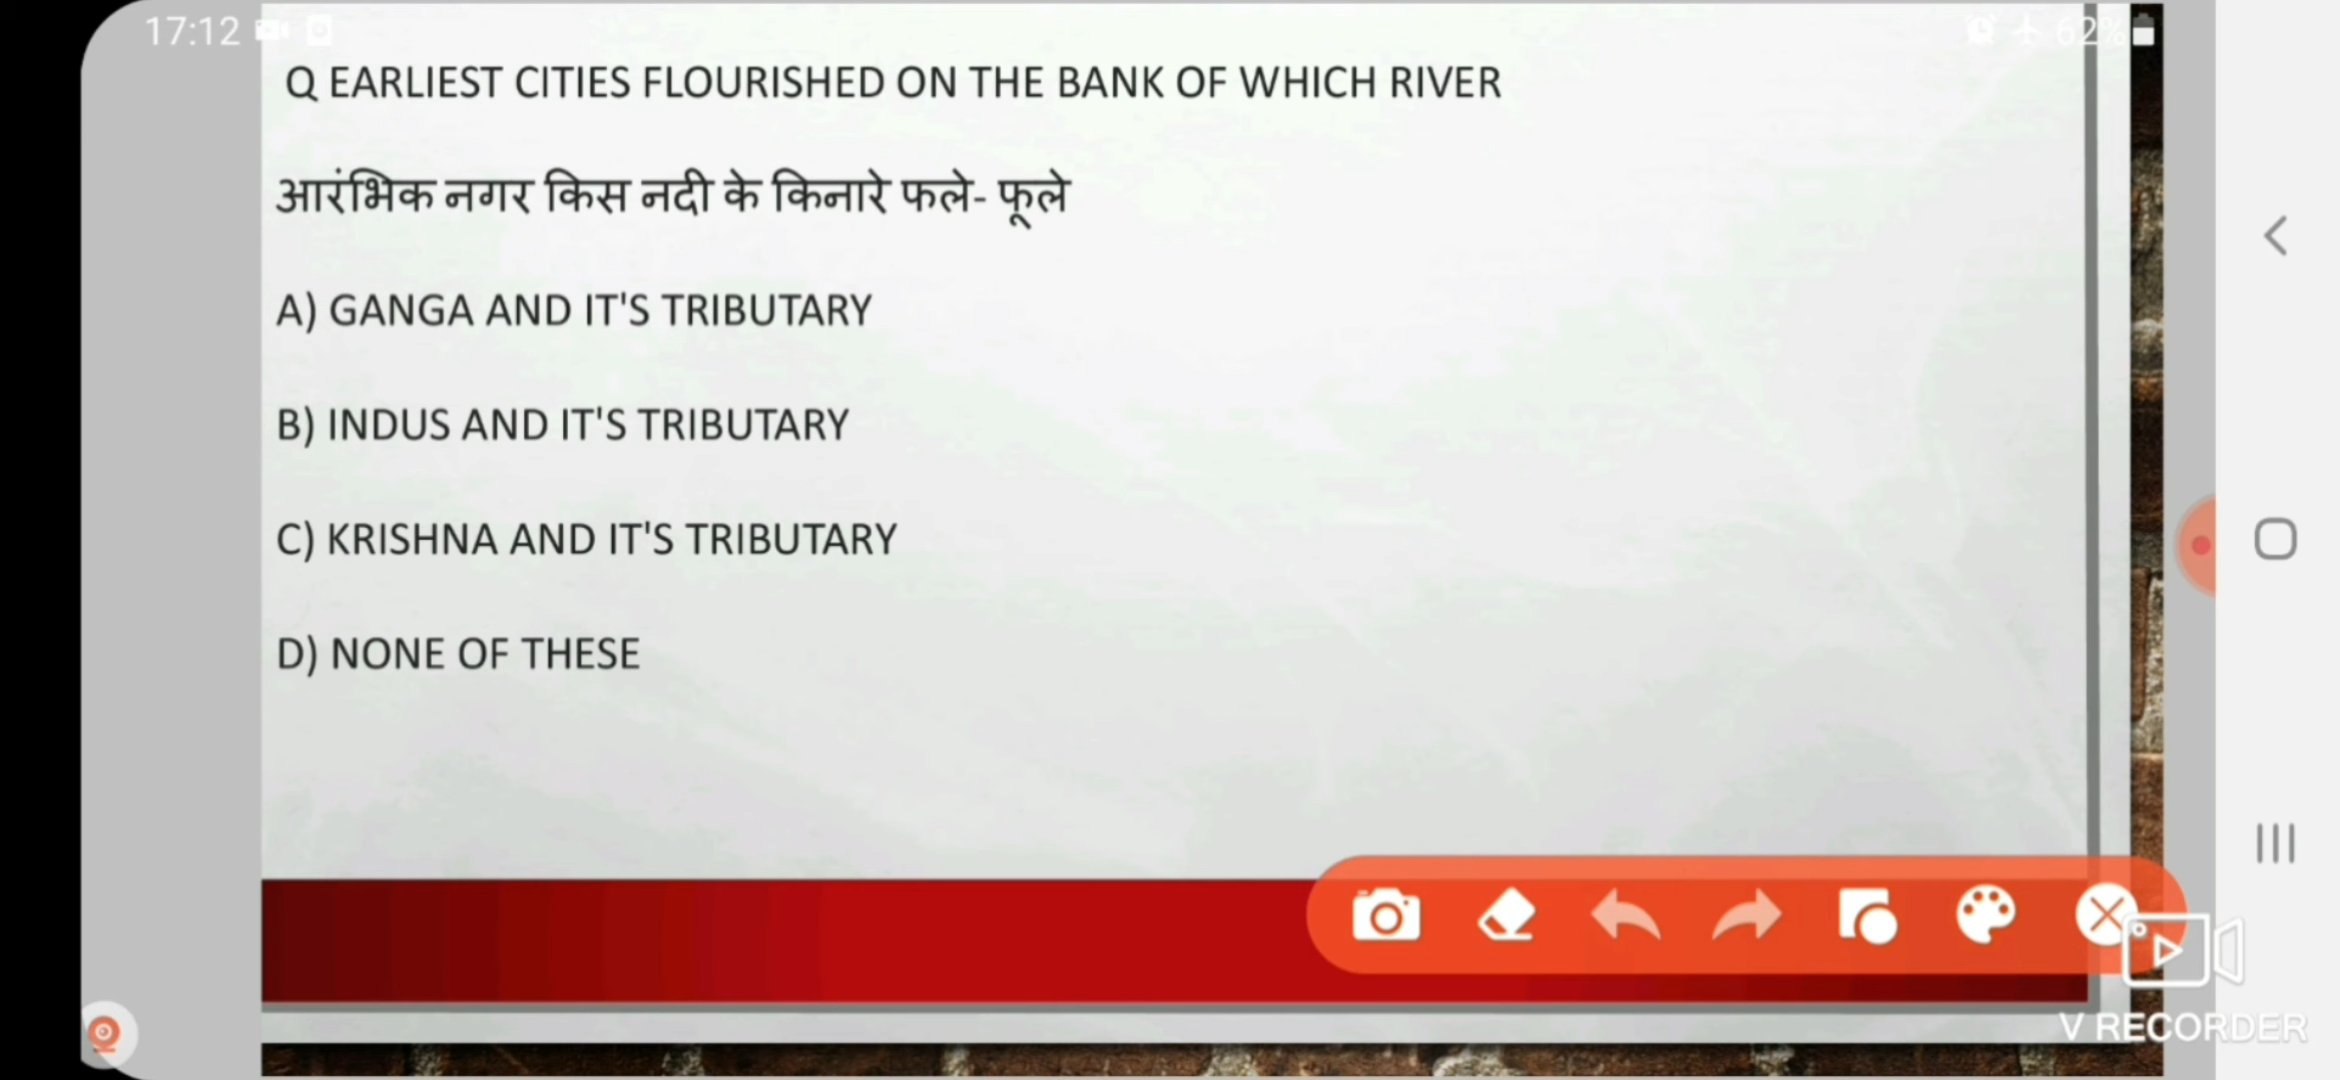 17:12
62%
Q EARLIEST CITIES FLOURISHED ON THE BANK OF WHICH RIVER
आरंभिक नगर किस नदी के किनारे फले- फूले
A) GANGA AND IT'S TRIBUTARY
B) INDUS AND IT'S TRIBUTARY
C) KRISHNA AND IT'S TRIBUTARY
D) NONE OF THESE
V RECORDER